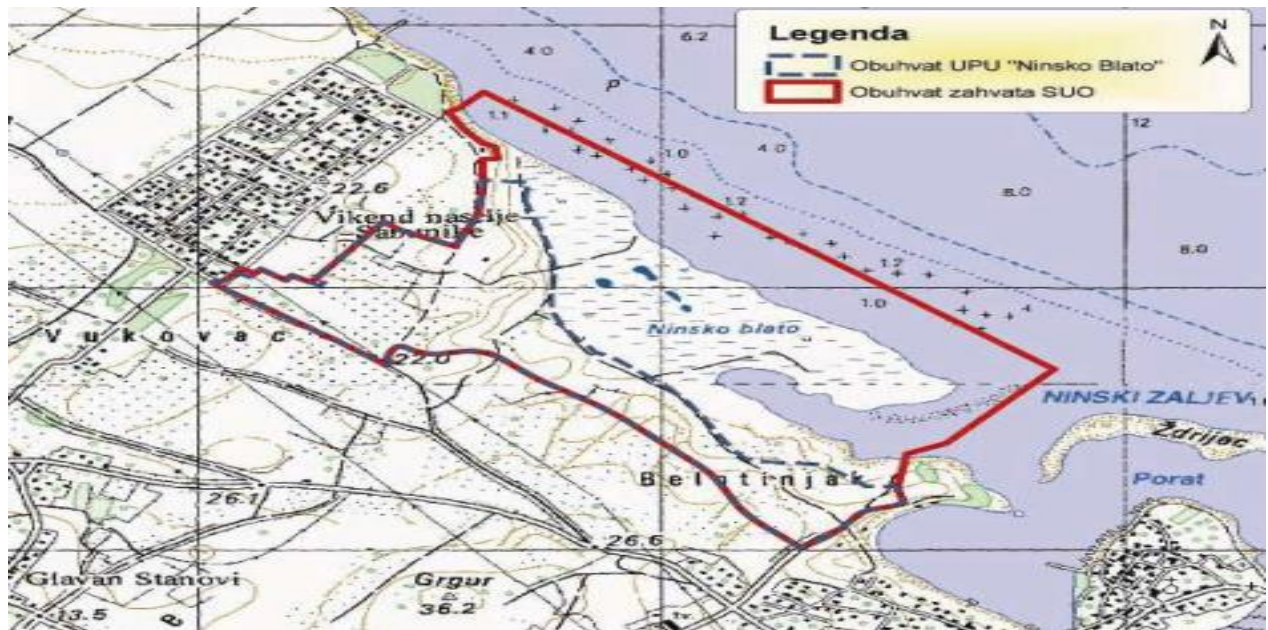 Legenda
N
Obuhvat UPU "Ninsko Blato"
Obuhvat zahvata SUO
4.0
6.2
P
12
1.1
1.0
4.0
8.0
22.6
1.2
Vikend naselje
Sabunike
8.0
1.2
1.0
Ninsko blato
Vukovac
22.0
4
NINSKI ZALJEV
Ždrijac
Belotinjak
Porat
26.1
26.6
Glavan Stanovi
Grgur
13.5
36.2
e